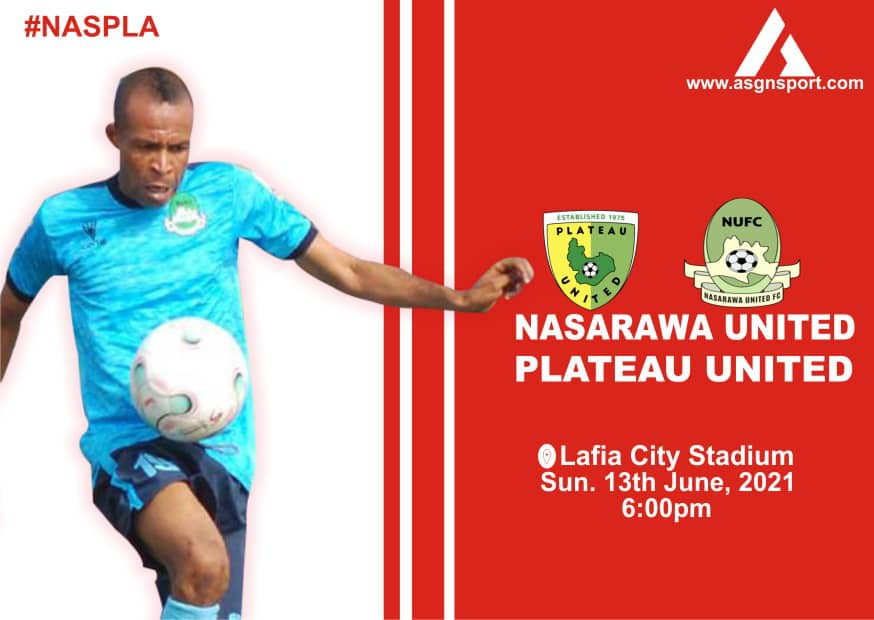 #NASPLA
www.asgnsport.com
ESTABLISHED 1975
PLATEAU
UNITED
NUFC
NASARAWA UNITED FC
NUFC
NASARAWA UNITED
PLATEAU UNITED
Lafia City Stadium
Sun. 13th June, 2021
6:00pm